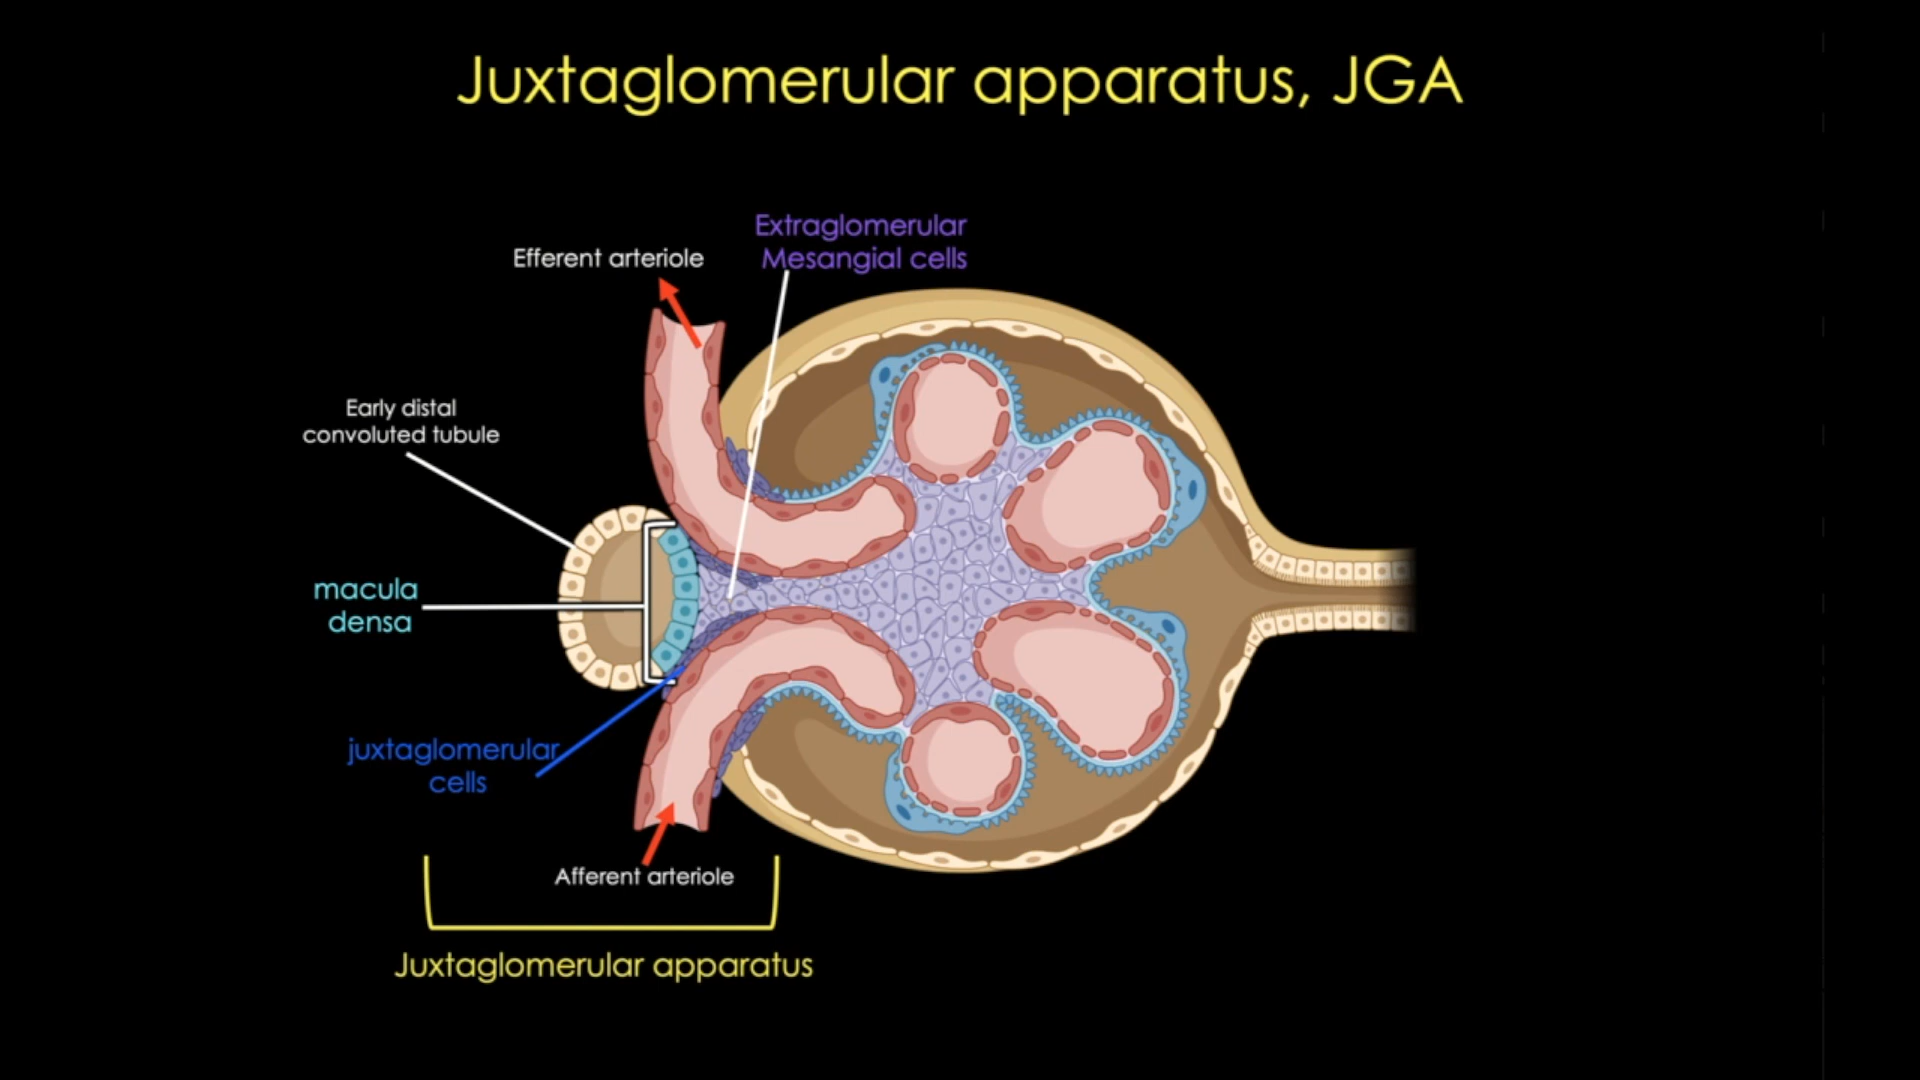 Juxtaglomerular apparatus, JGA
Extraglomerular
Mesangial cells
Efferent arteriole
Early distal
convoluted tubule
macula
densa
juxtaglomerular
cells
Afferent arteriole
Juxtaglomerular apparatus